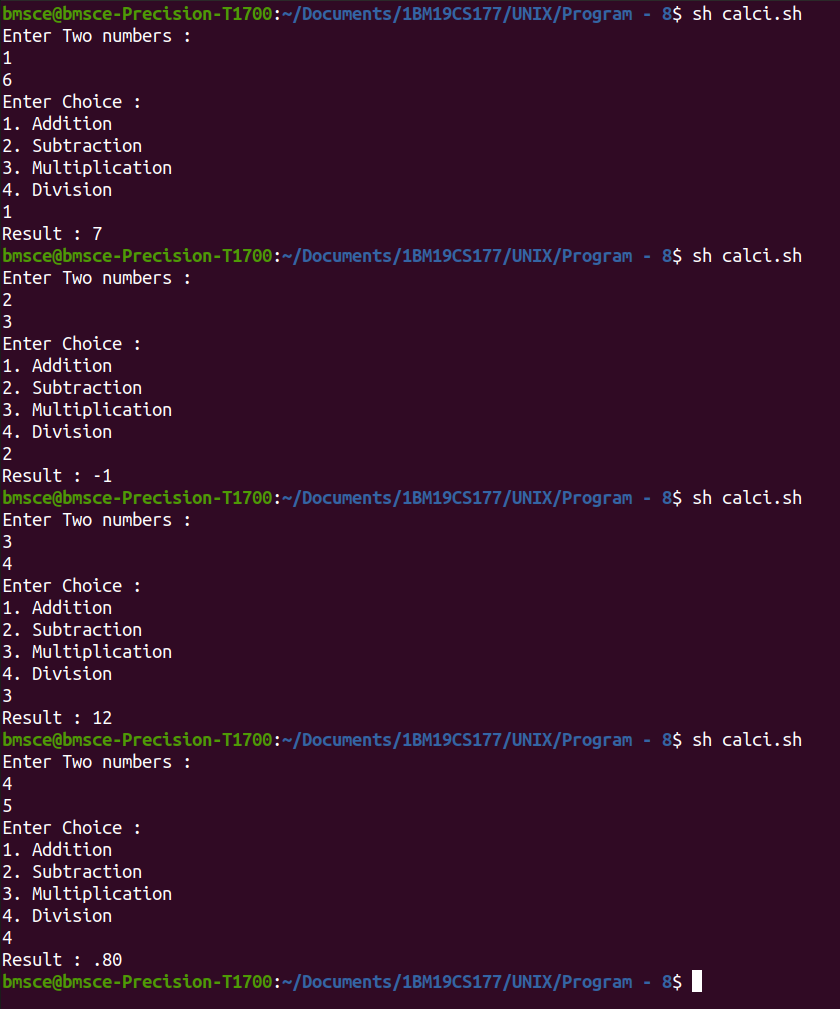 bmsce@bmsce-Precision-T1700:~/Documents/1BM19CS177/UNIX/Program - 8$ sh calci.sh
Enter Two numbers :
1
6
Enter Choice :
1. Addition
2. Subtraction
3. Multiplication
4. Division
1
Result : 7
bmsce@bmsce-Precision-T1700:~/Documents/1BM19CS177/UNIX/Program - 8$ sh calci.sh
Enter Two numbers :
2
3
Enter Choice :
1. Addition
2. Subtraction
3. Multiplication
4. Division
2
Result : -1
bmsce@bmsce-Precision-T1700:~/Documents/1BM19CS177/UNIX/Program - 8$ sh calci.sh
Enter Two numbers :
3
4
Enter Choice :
1. Addition
2. Subtraction
3. Multiplication
4. Division
3
Result : 12
bmsce@bmsce-Precision-T1700:~/Documents/1BM19CS177/UNIX/Program - 8$ sh calci.sh
Enter Two numbers :
4
5
Enter Choice :
1. Addition
2. Subtraction
3. Multiplication
4. Division
4
Result : .80
bmsce@bmsce-Precision-T1700:~/Documents/1BM19CS177/UNIX/Program - 8$